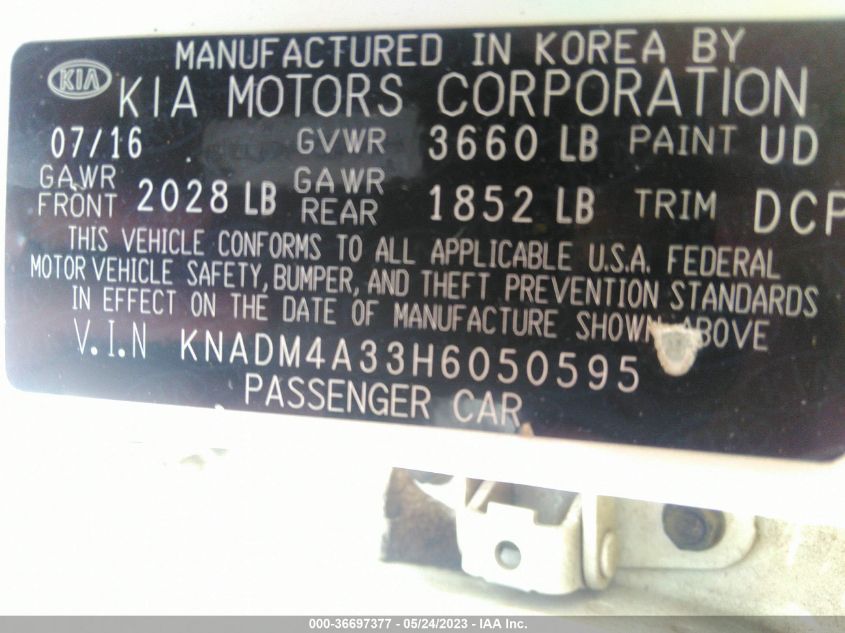 KIA MANUFACTURED IN KOREA BY
KIA MOTORS CORPORATION
07/16 GVWR 3660 LB PAINT UD
GAWR FRONT 2028 LB GAWR REAR 1852 LB TRIM DCP
THIS VEHICLE CONFORMS TO ALL APPLICABLE U.S.A. FEDERAL
MOTOR VEHICLE SAFETY, BUMPER, AND THEFT PREVENTION STANDARDS
IN EFFECT ON THE DATE OF MANUFACTURE SHOWN ABOVE
V.I.N KNADM4A33H6050595
PASSENGER CAR
000-36697377 - 05/24/2023 - IAA Inc.